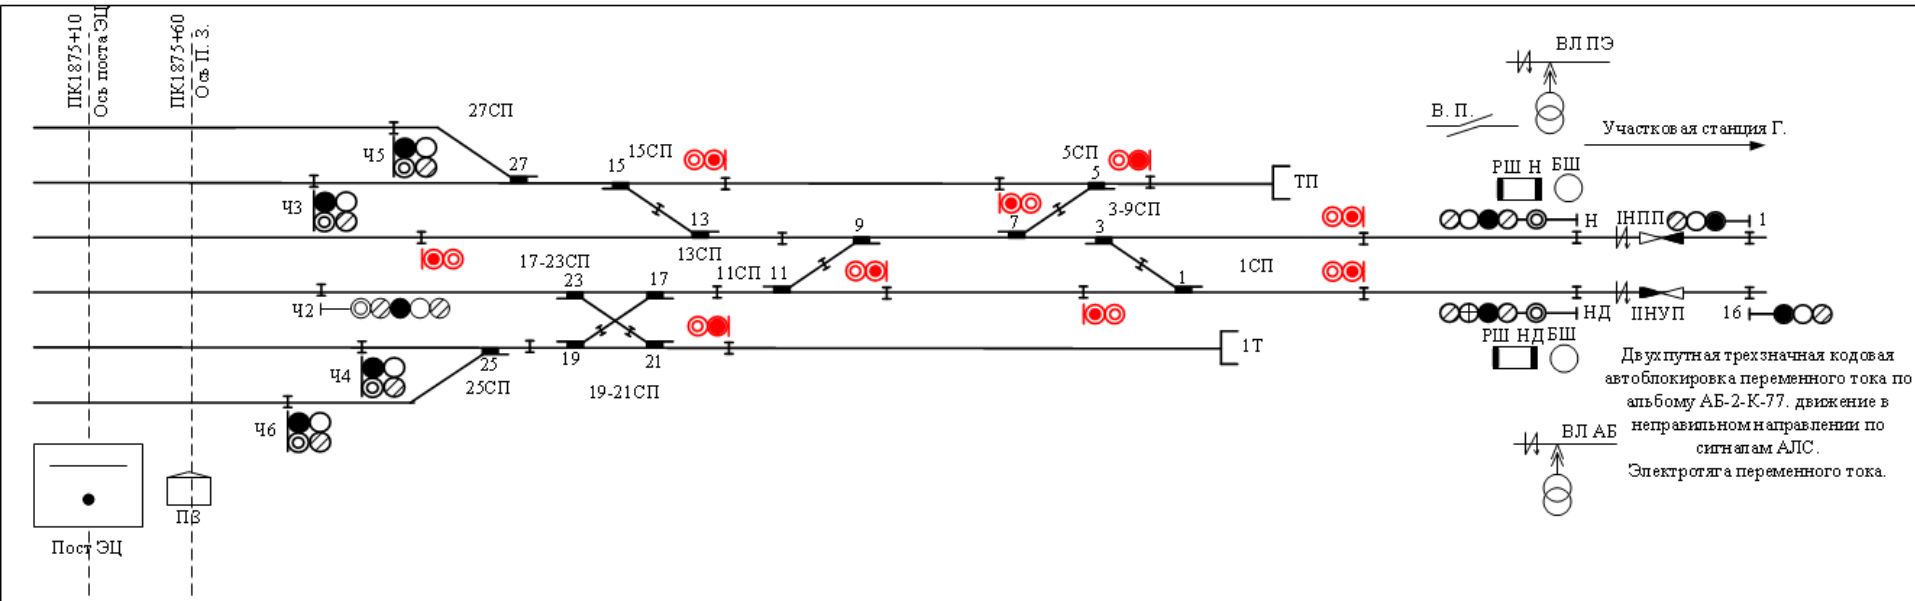 ПК1875+10
Ось поста ЭЦ
ПК1875+60
Ось П. З.
ВЛ ПЭ
В. П.
Участковая станция Г.
27СП
Ч5
27
15
15СП
5СП
5
ТП
РШ Н
БШ
Ч3
3-9СП
Н
IНПП
1
13
9
7
3
13СП
17-23СП
11СП
11
1СП
1
23
17
Ч2
НД
IIНУП
16
РШ НД
БШ
19
21
1Т
25
Ч4
25СП
19-21СП
Ч6
Двухпутная трехзначная кодовая
автоблокировка переменного тока по
альбому АБ-2-К-77. движение в
неправильном направлении по
сигналам АЛС.
Электротяга переменного тока.
ВЛ АБ
ПЗ
Пост ЭЦ